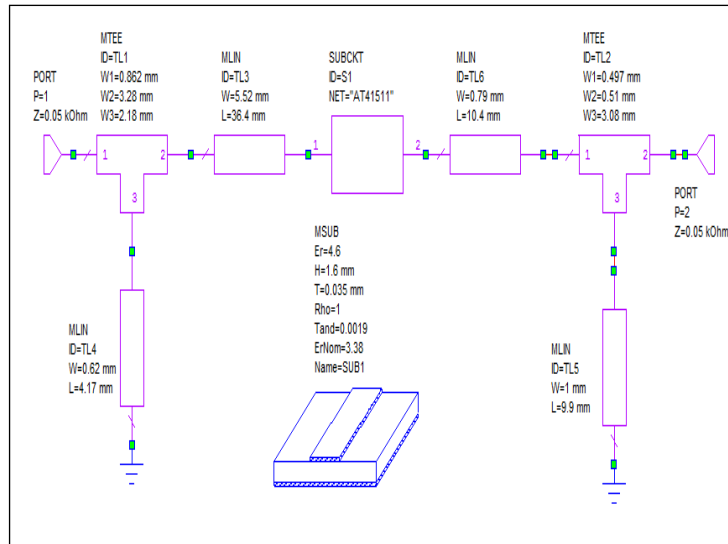 MTEE
ID=TL1
W1=0.862 mm
W2=3.28 mm
W3=2.18 mm
MLIN
ID=TL3
W=5.52 mm
L=36.4 mm
SUBCKT
ID=S1
NET="AT41511"
MLIN
ID=TL6
W=0.79 mm
L=10.4 mm
MTEE
ID=TL2
W1=0.497 mm
W2=0.51 mm
W3=3.08 mm
PORT
P=1
Z=0.05 kOhm
1
2
3
1
2
1
2
3
PORT
P=2
Z=0.05 kOhm
MSUB
Er=4.6
H=1.6 mm
T=0.035 mm
Rho=1
Tand=0.0019
ErNom=3.38
Name=SUB1
MLIN
ID=TL4
W=0.62 mm
L=4.17 mm
MLIN
ID=TL5
W=1 mm
L=9.9 mm